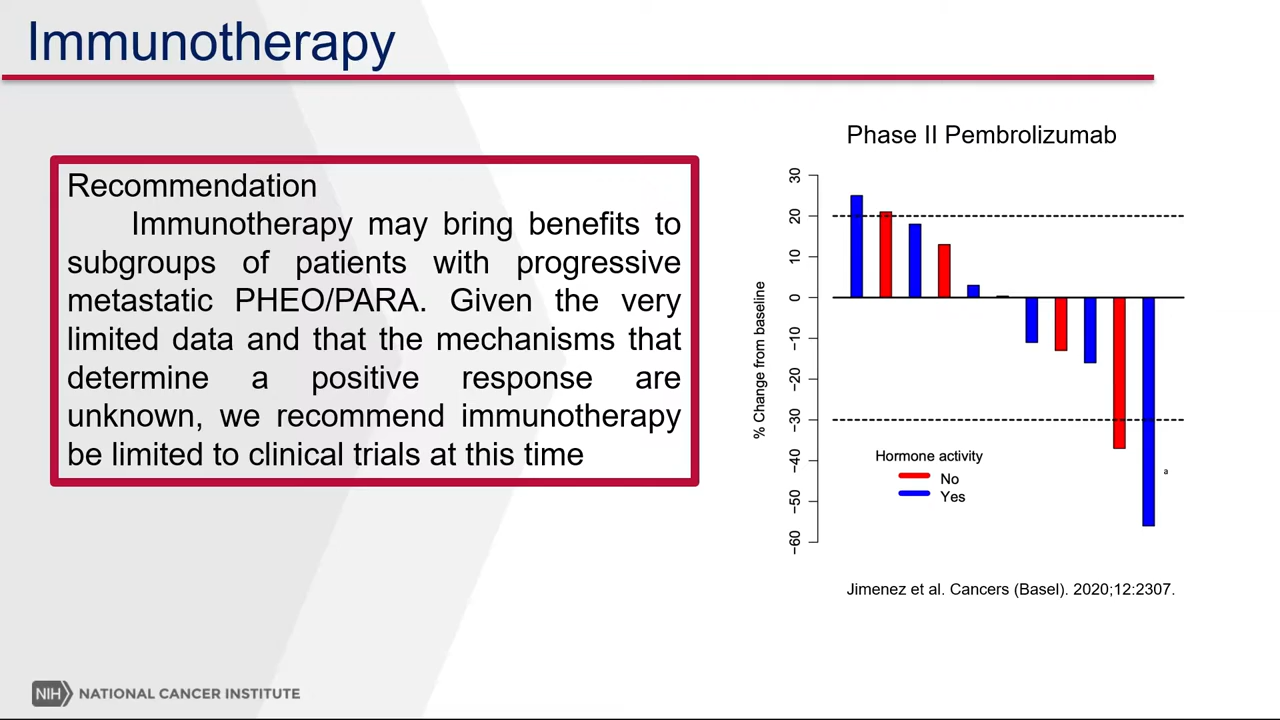 Immunotherapy
Recommendation
Immunotherapy may bring benefits to
subgroups of patients with progressive
metastatic PHEO/PARA. Given the very
limited data and that the mechanisms that
determine a positive response are
unknown, we recommend immunotherapy
be limited to clinical trials at this time
Phase II Pembrolizumab
% Change from baseline
30
20
10
0
−10
−20
−30
−40
−50
−60
Hormone activity
No
Yes
a
Jimenez et al. Cancers (Basel). 2020;12:2307.
NIH NATIONAL CANCER INSTITUTE